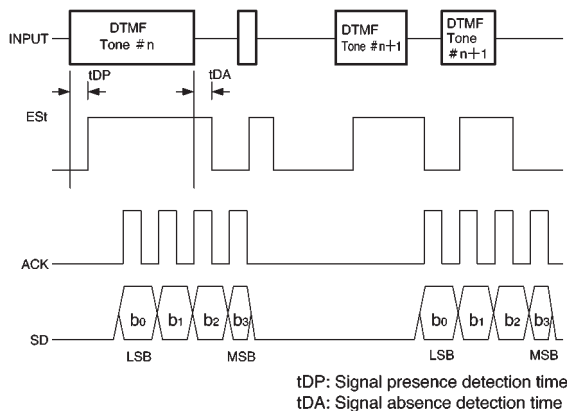 INPUT
DTMF
Tone #n
DTMF
Tone #n+1
DTMF
Tone
#n+1
tDP
tDA
ESt
ACK
SD
b0
b1
b2
b3
b0
b1
b2
b3
LSB
MSB
LSB
MSB
tDP: Signal presence detection time
tDA: Signal absence detection time